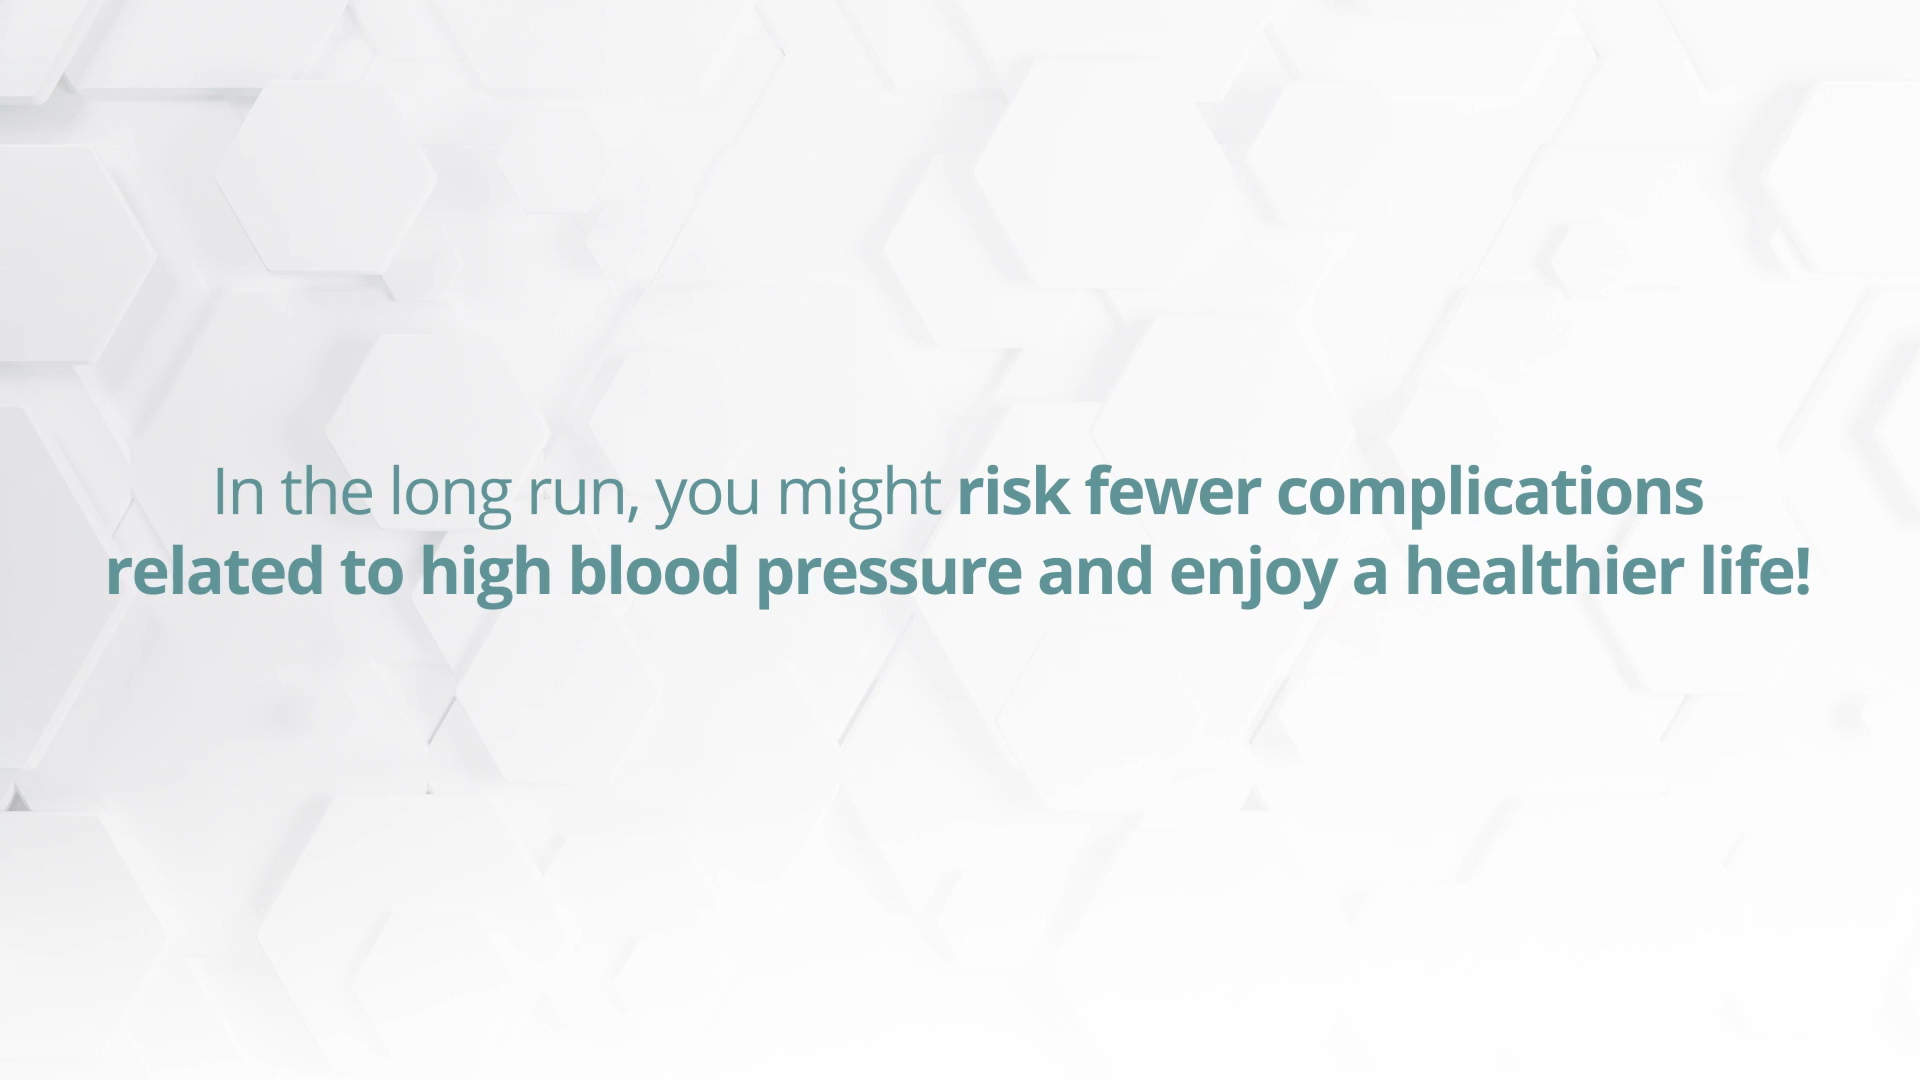 In the long run, you might risk fewer complications
related to high blood pressure and enjoy a healthier life!